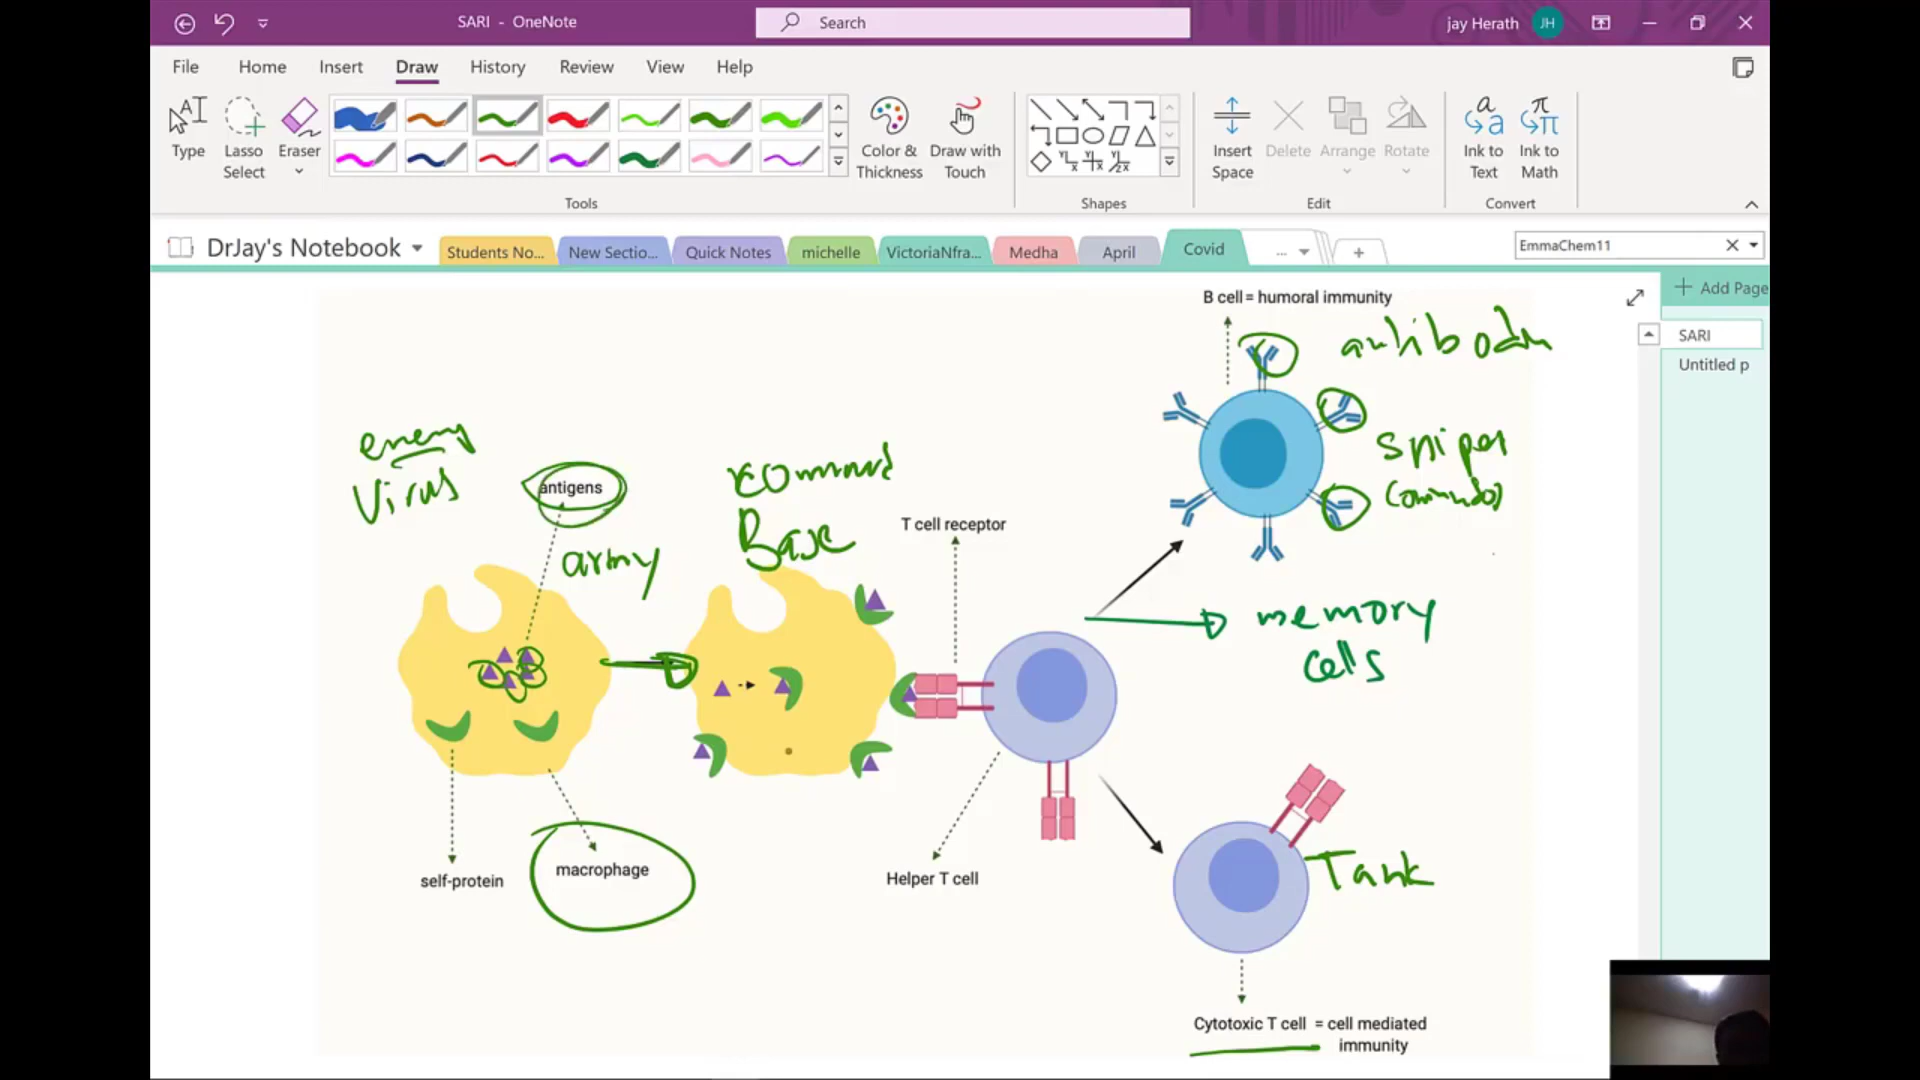 SARI - OneNote
Search
jay Herath JH
File Home Insert Draw History Review View Help
Type
Lasso Select
Eraser
Color & Thickness
Draw with Touch
Insert Space
Delete
Arrange
Rotate
Ink to Text
Ink to Math
Tools
Shapes
Edit
Convert
DrJay's Notebook
Students No... New Sectio... Quick Notes michelle VictoriaNfra... Medha April Covid ...
EmmaChem11
Add Page
SARI
Untitled p
B cell = humoral immunity
enemy
Virus
antigens
army
Base
T cell receptor
sniper
memory
cells
self-protein
macrophage
Helper T cell
Tank
Cytotoxic T cell = cell mediated
immunity